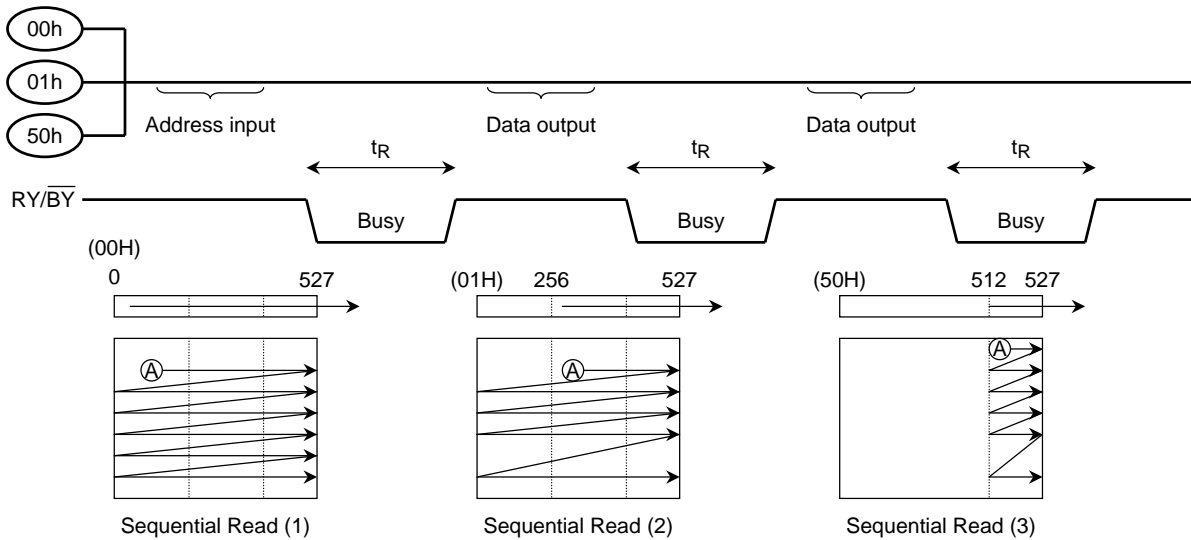 00h
01h
50h
Address input Data output Data output
tR tR tR
RY/BY Busy Busy Busy
(00H)
0 527 (01H) 256 527 (50H) 512 527
A A A
Sequential Read (1) Sequential Read (2) Sequential Read (3)